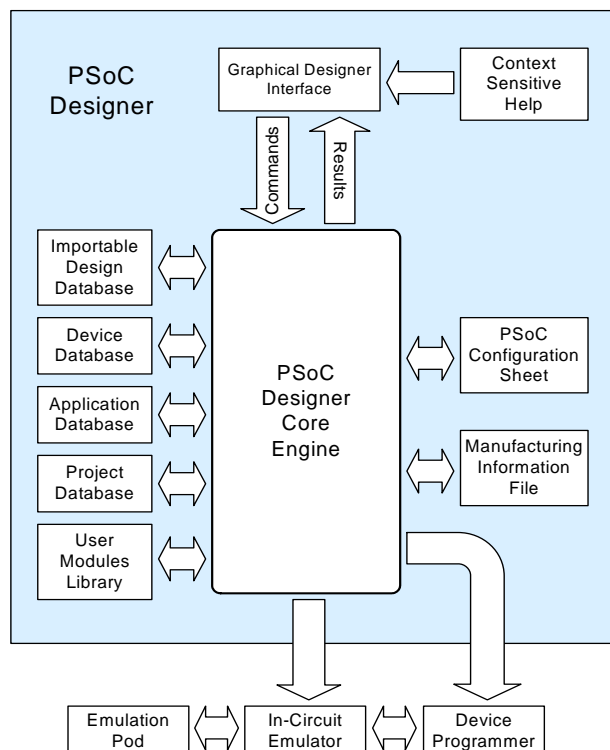 PSoC
Designer
Graphical Designer
Interface
Context
Sensitive
Help
Commands
Results
Importable
Design
Database
Device
Database
Application
Database
Project
Database
User
Modules
Library
PSoC
Designer
Core
Engine
PSoC
Configuration
Sheet
Manufacturing
Information
File
Emulation
Pod
In-Circuit
Emulator
Device
Programmer